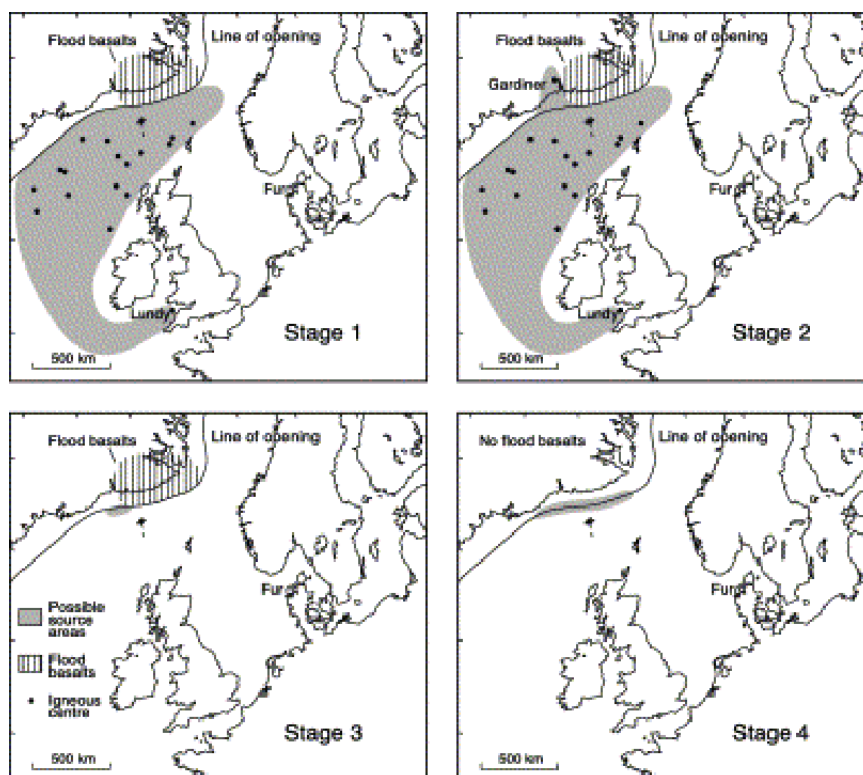 Flood basalts
Line of opening
Fur
Lundy
Stage 1
500 km
Flood basalts
Line of opening
Gardiner
Fur
Lundy
Stage 2
500 km
Flood basalts
Line of opening
Fur
Possible
source
areas
Flood
basalts
Igneous
centre
Stage 3
500 km
No flood basalts
Line of opening
Fur
Stage 4
500 km